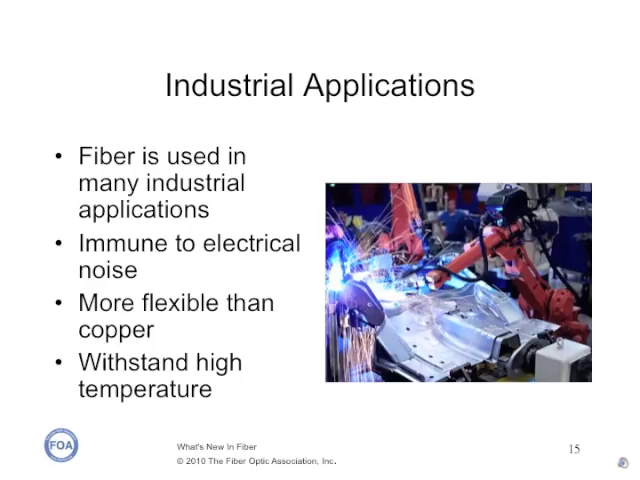 Industrial Applications
• Fiber is used in
many industrial
applications
• Immune to electrical
noise
• More flexible than
copper
• Withstand high
temperature
FOA
What's New In Fiber
© 2010 The Fiber Optic Association, Inc.
15